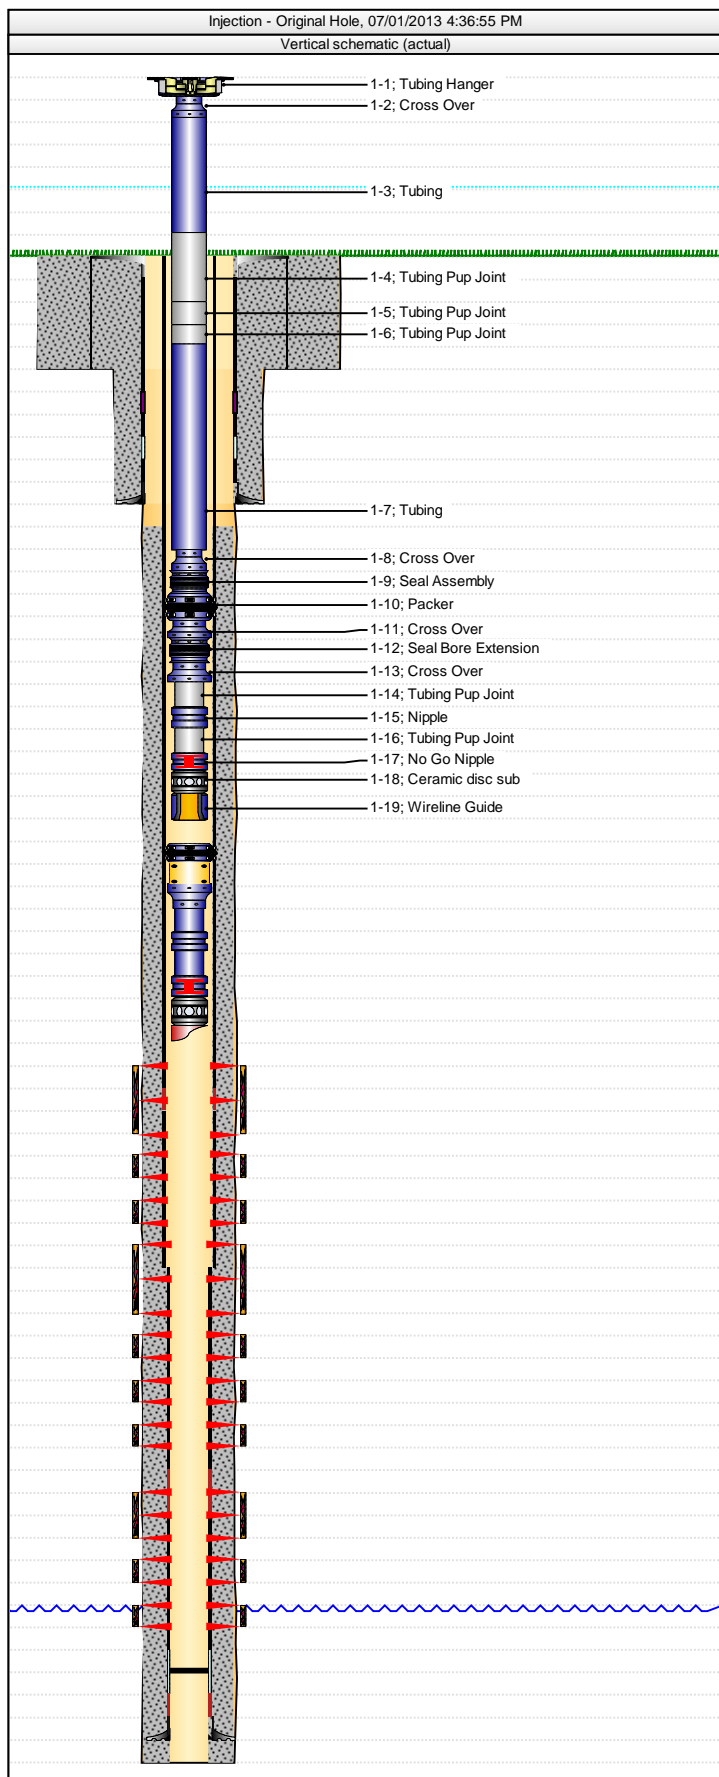 Injection - Original Hole, 07/01/2013 4:36:55 PM
Vertical schematic (actual)
1-1; Tubing Hanger
1-2; Cross Over
1-3; Tubing
1-4; Tubing Pup Joint
1-5; Tubing Pup Joint
1-6; Tubing Pup Joint
1-7; Tubing
1-8; Cross Over
1-9; Seal Assembly
1-10; Packer
1-11; Cross Over
1-12; Seal Bore Extension
1-13; Cross Over
1-14; Tubing Pup Joint
1-15; Nipple
1-16; Tubing Pup Joint
1-17; No Go Nipple
1-18; Ceramic disc sub
1-19; Wireline Guide